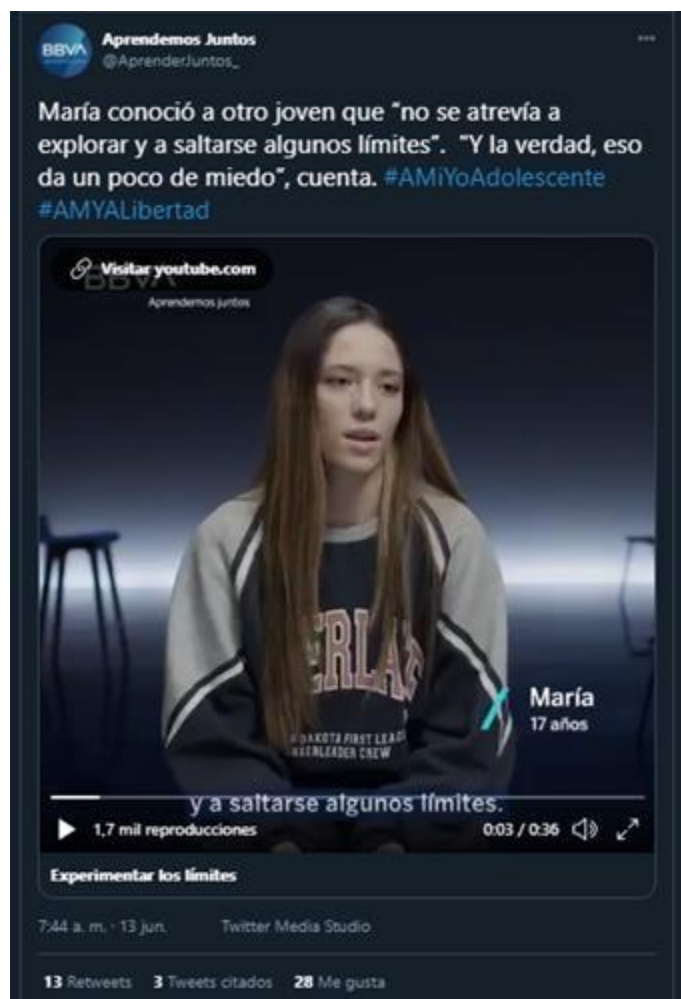 BBVA
Aprendemos Juntos
@AprenderJuntos_
María conoció a otro joven que “no se atrevía a
explorar y a saltarse algunos límites”. “Y la verdad, eso
da un poco de miedo”, cuenta. #AMiYoAdolescente
#AMYALibertad
Visitar youtube.com
BBVA
Aprendemos juntos
María
17 años
y a saltarse algunos límites.
1,7 mil reproducciones
0:03 / 0:36
Experimentar los límites
7:44 a. m. · 13 jun. Twitter Media Studio
13 Retweets 3 Tweets citados 28 Me gusta